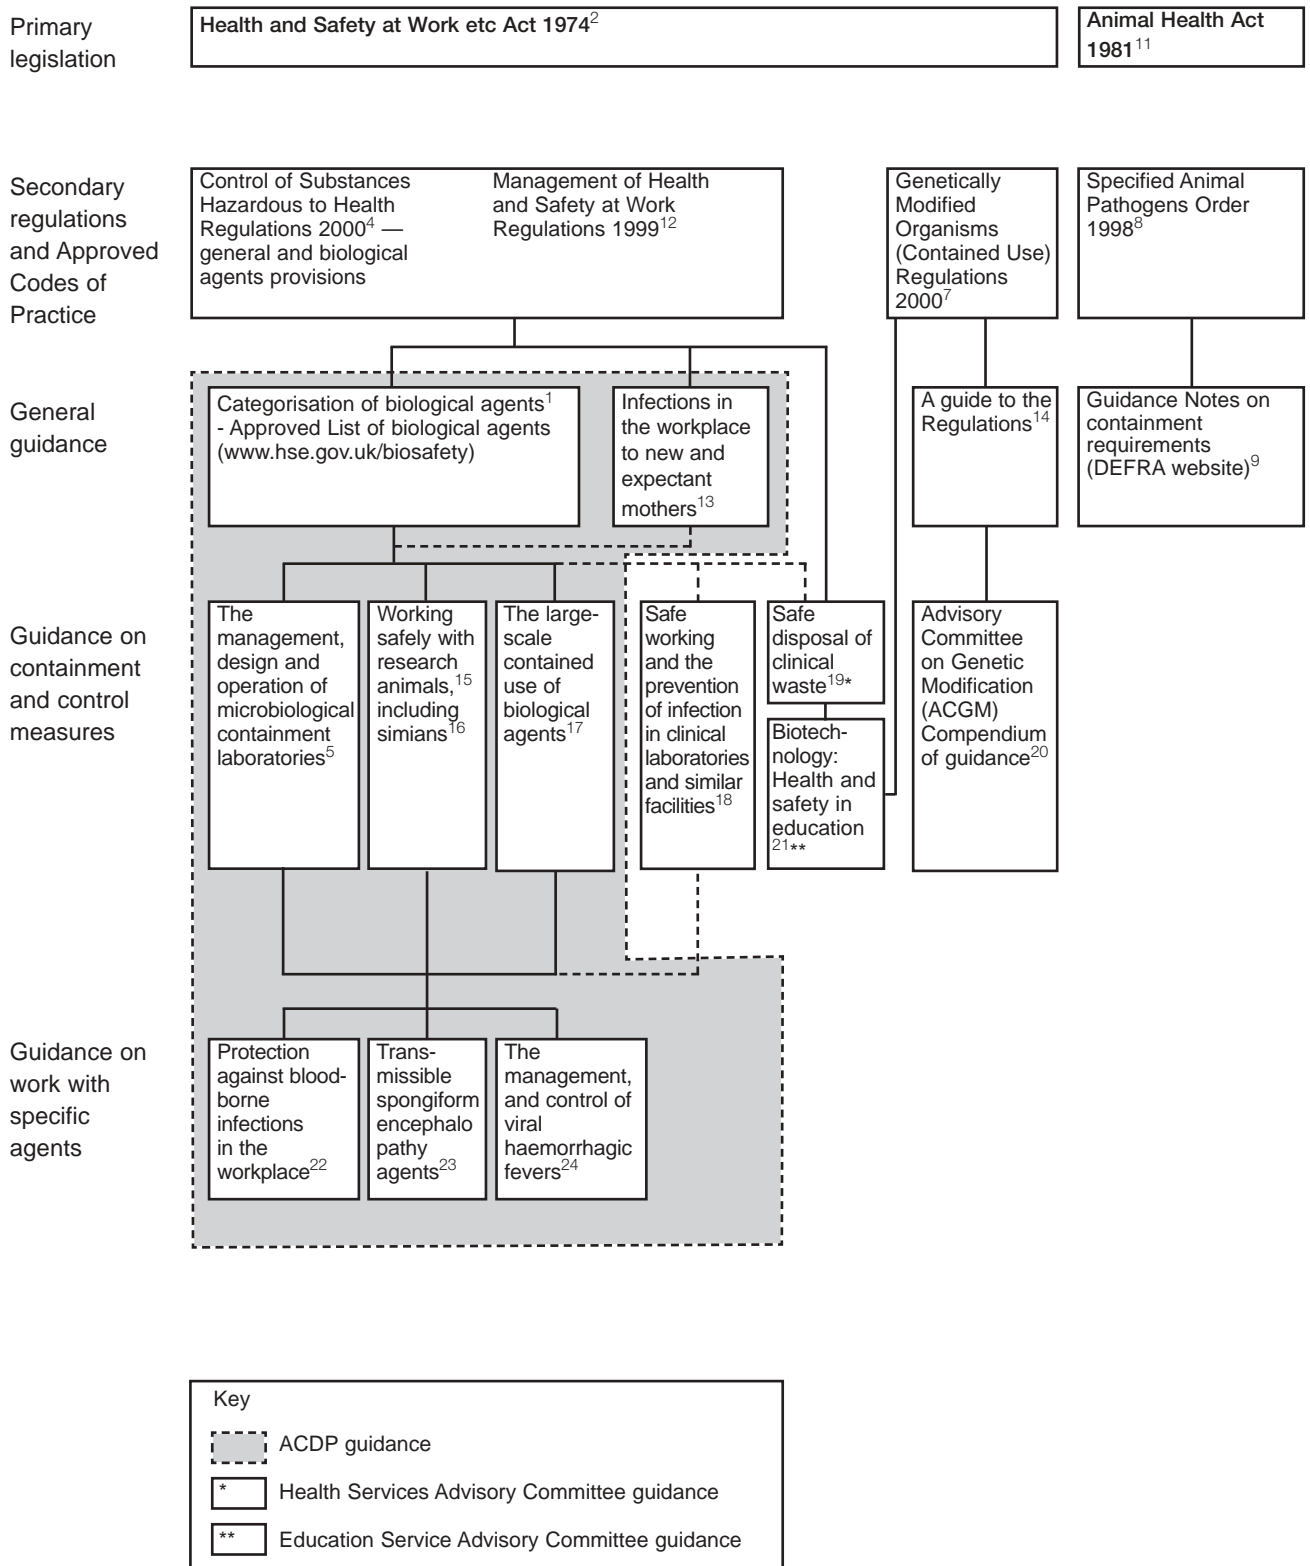 Primary
legislation
Health and Safety at Work etc Act 1974²
Animal Health Act
1981¹¹
Secondary
regulations
and Approved
Codes of
Practice
Control of Substances
Hazardous to Health
Regulations 2000⁴ —
general and biological
agents provisions
Management of Health
and Safety at Work
Regulations 1999¹²
Genetically
Modified
Organisms
(Contained Use)
Regulations
2000⁷
Specified Animal
Pathogens Order
1998⁸
General
guidance
Categorisation of biological agents¹
- Approved List of biological agents
(www.hse.gov.uk/biosafety)
Infections in
the workplace
to new and
expectant
mothers¹³
A guide to the
Regulations¹⁴
Guidance Notes on
containment
requirements
(DEFRA website)⁹
Guidance on
containment
and control
measures
The
management,
design and
operation of
microbiological
containment
laboratories⁵
Working
safely with
research
animals,¹⁵
including
simians¹⁶
The large-
scale
contained
use of
biological
agents¹⁷
Safe
working
and the
prevention
of infection
in clinical
laboratories
and similar
facilities¹⁸
Safe
disposal of
clinical
waste¹⁹*
Biotech-
nology:
Health and
safety in
education
²¹**
Advisory
Committee
on Genetic
Modification
(ACGM)
Compendium
of guidance²⁰
Guidance on
work with
specific
agents
Protection
against blood-
borne
infections
in the
workplace²²
Trans-
missible
spongiform
encephalo
pathy
agents²³
The
management,
and control of
viral
haemorrhagic
fevers²⁴
Key
ACDP guidance
* Health Services Advisory Committee guidance
** Education Service Advisory Committee guidance